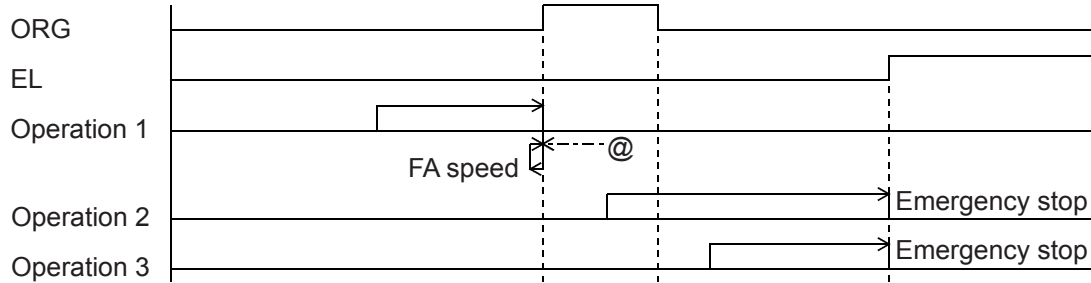 ORG
EL
Operation 1
@
FA speed
Operation 2
Emergency stop
Operation 3
Emergency stop